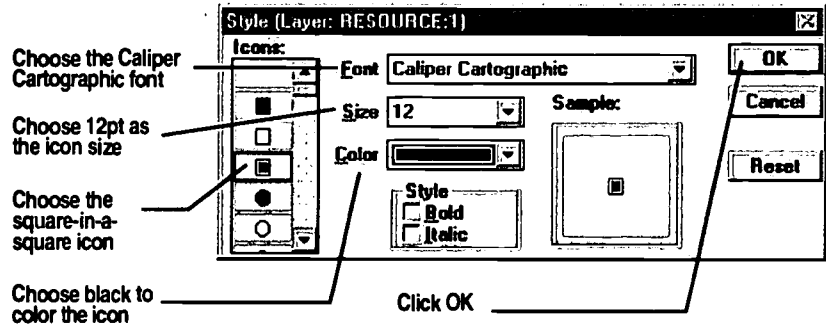 Style (Layer: RESOURCE:1)
Icons:
Choose the Caliper
Cartographic font
Font Caliper Cartographic
OK
Choose 12pt as
the icon size
Size 12
Sample:
Cancel
Color
Reset
Choose the
square-in-a-
square icon
Style
Bold
Italic
Choose black to
color the icon
Click OK